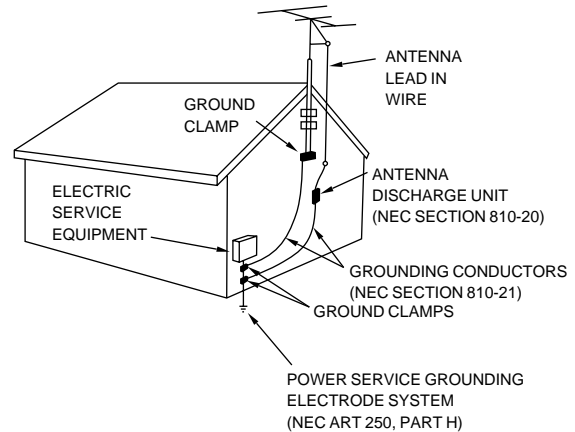 ANTENNA
LEAD IN
WIRE
GROUND
CLAMP
ANTENNA
DISCHARGE UNIT
(NEC SECTION 810-20)
ELECTRIC
SERVICE
EQUIPMENT
GROUNDING CONDUCTORS
(NEC SECTION 810-21)
GROUND CLAMPS
POWER SERVICE GROUNDING
ELECTRODE SYSTEM
(NEC ART 250, PART H)